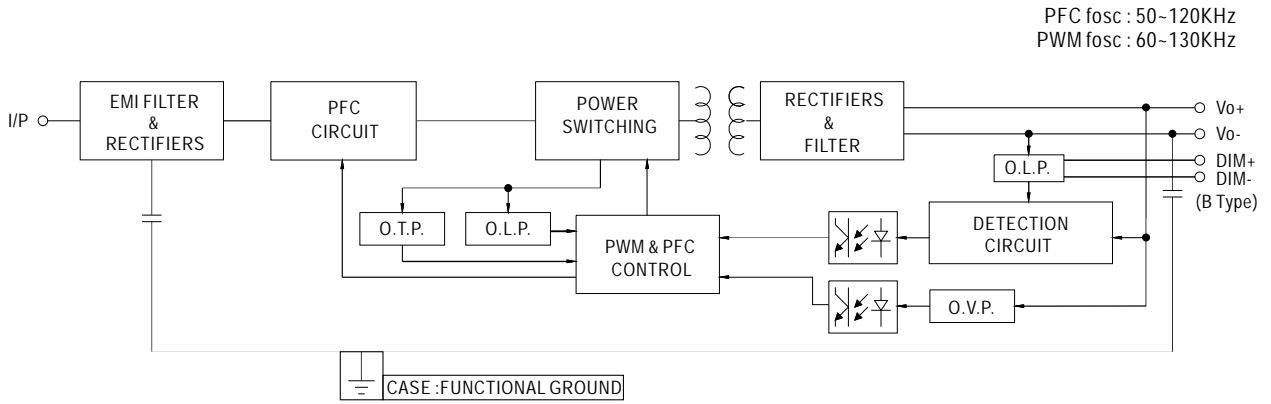 PFC fosc : 50~120KHz
PWM fosc : 60~130KHz
I/P
EMI FILTER
&
RECTIFIERS
PFC
CIRCUIT
POWER
SWITCHING
RECTIFIERS
&
FILTER
Vo+
Vo-
DIM+
DIM-
(B Type)
O.L.P.
O.T.P.
O.L.P.
PWM & PFC
CONTROL
DETECTION
CIRCUIT
O.V.P.
CASE :FUNCTIONAL GROUND